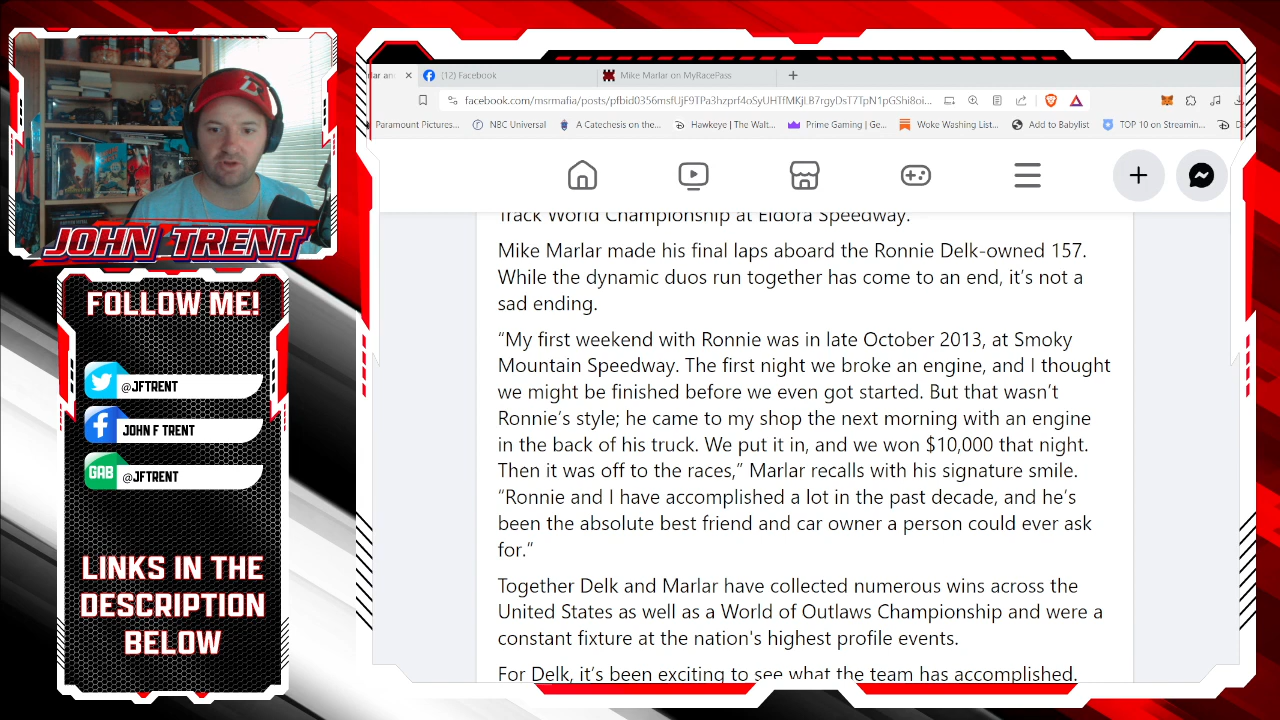 JOHN TRENT
FOLLOW ME!
@JFTRENT
JOHN F TRENT
GAB
@JFTRENT
LINKS IN THE
DESCRIPTION
BELOW
(12) Facebook
Mike Marlar on MyRacePass
facebook.com/msrmafia/posts/pfbid0356msfUjF9TPa3hzprf4oSyUHTfMKjLB7rgyDsT7TpN1pGShi8oi...
Paramount Pictures...
NBC Universal
A Catechesis on the...
Hawkeye | The Walt...
Prime Gaming | Ge...
Woke Washing List...
Add to Babylist
TOP 10 on Streamin...
Track World Championship at Eldora Speedway.
Mike Marlar made his final laps aboard the Ronnie Delk-owned 157.
While the dynamic duos run together has come to an end, it’s not a
sad ending.
“My first weekend with Ronnie was in late October 2013, at Smoky
Mountain Speedway. The first night we broke an engine, and I thought
we might be finished before we even got started. But that wasn’t
Ronnie’s style; he came to my shop the next morning with an engine
in the back of his truck. We put it in, and we won $10,000 that night.
Then it was off to the races,” Marlar recalls with his signature smile.
“Ronnie and I have accomplished a lot in the past decade, and he’s
been the absolute best friend and car owner a person could ever ask
for.”
Together Delk and Marlar have collected numerous wins across the
United States as well as a World of Outlaws Championship and were a
constant fixture at the nation's highest profile events.
For Delk, it’s been exciting to see what the team has accomplished.